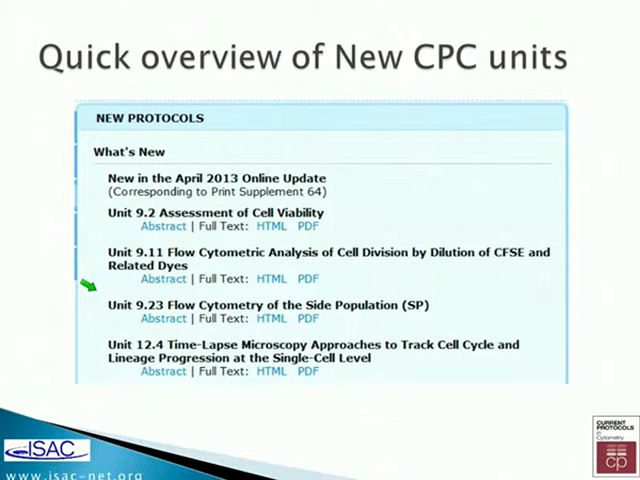 Quick overview of New CPC units
NEW PROTOCOLS
What's New
New in the April 2013 Online Update
(Corresponding to Print Supplement 64)
Unit 9.2 Assessment of Cell Viability
Abstract | Full Text: HTML PDF
Unit 9.11 Flow Cytometric Analysis of Cell Division by Dilution of CFSE and
Related Dyes
Abstract | Full Text: HTML PDF
Unit 9.23 Flow Cytometry of the Side Population (SP)
Abstract | Full Text: HTML PDF
Unit 12.4 Time-Lapse Microscopy Approaches to Track Cell Cycle and
Lineage Progression at the Single-Cell Level
Abstract | Full Text: HTML PDF
ISAC
www.isac-net.org
CURRENT
PROTOCOLS
in
Cytometry
cp